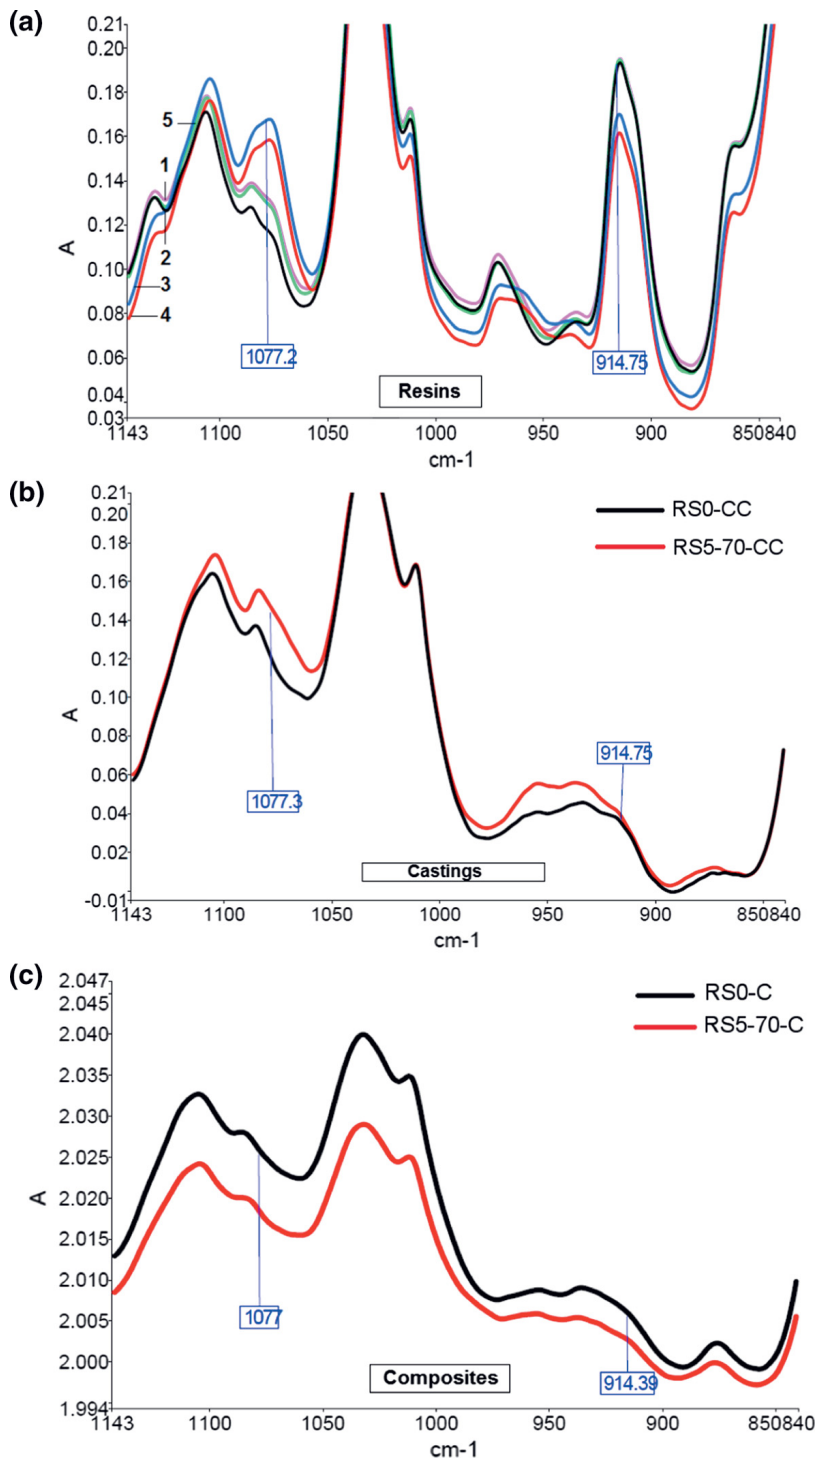 (a)
0.21
0.20
0.18
0.16
0.14
0.12
0.10
0.08
0.06
0.04
0.03
A
5
1
2
3
4
1077.2
914.75
Resins
1143 1100 1050 1000 950 900 850840
cm-1
(b)
0.21
0.20
0.18
0.16
0.14
0.12
0.10
0.08
0.06
0.04
0.02
-0.01
A
RS0-CC
RS5-70-CC
1077.3
914.75
Castings
1143 1100 1050 1000 950 900 850840
cm-1
(c)
2.047
2.045
2.040
2.035
2.030
2.025
2.020
2.015
2.010
2.005
2.000
1.994
A
RS0-C
RS5-70-C
1077
914.39
Composites
1143 1100 1050 1000 950 900 850840
cm-1